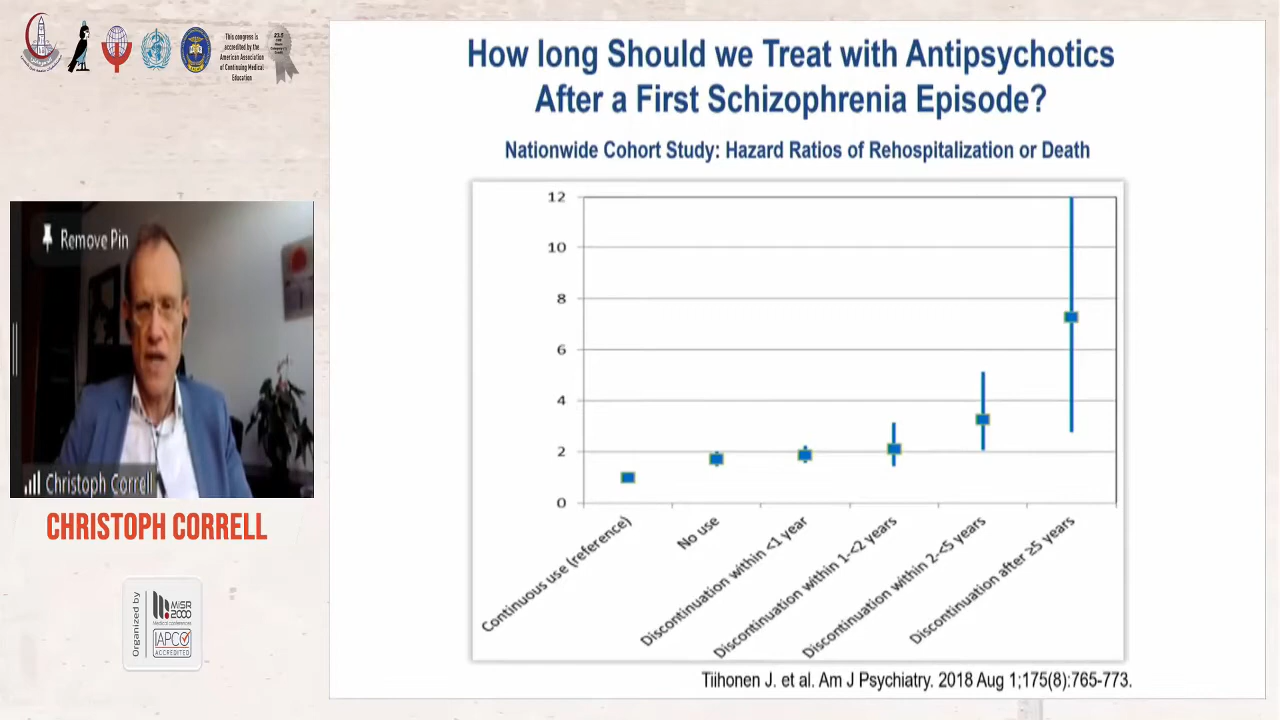 This congress is
accredited by the
American Association
of Continuing Medical
Education
How long Should we Treat with Antipsychotics
After a First Schizophrenia Episode?
Nationwide Cohort Study: Hazard Ratios of Rehospitalization or Death
12
10
8
6
4
2
0
Continuous use (reference)
No use
Discontinuation within <1 year
Discontinuation within 1-<2 years
Discontinuation within 2-<5 years
Discontinuation after ≥5 years
Tiihonen J. et al. Am J Psychiatry. 2018 Aug 1;175(8):765-773.
Remove Pin
Christoph Correll
CHRISTOPH CORRELL
Organized by
MISR
2000
Medical conferences
IAPCO
ACCREDITED